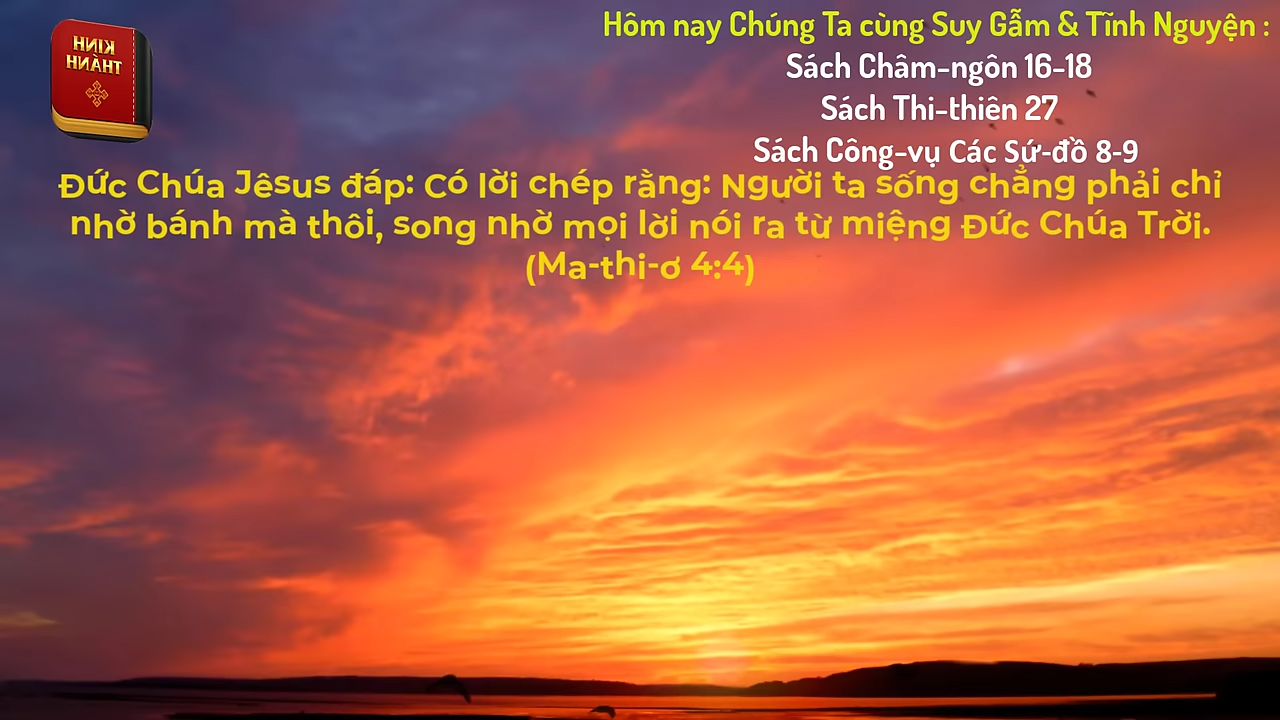 KINH
THÁNH
Hôm nay Chúng Ta cùng Suy Gẫm & Tĩnh Nguyện :
Sách Châm-ngôn 16-18
Sách Thi-thiên 27
Sách Công-vụ Các Sứ-đồ 8-9
Đức Chúa Jêsus đáp: Có lời chép rằng: Người ta sống chẳng phải chỉ
nhờ bánh mà thôi, song nhờ mọi lời nói ra từ miệng Đức Chúa Trời.
(Ma-thi-ơ 4:4)